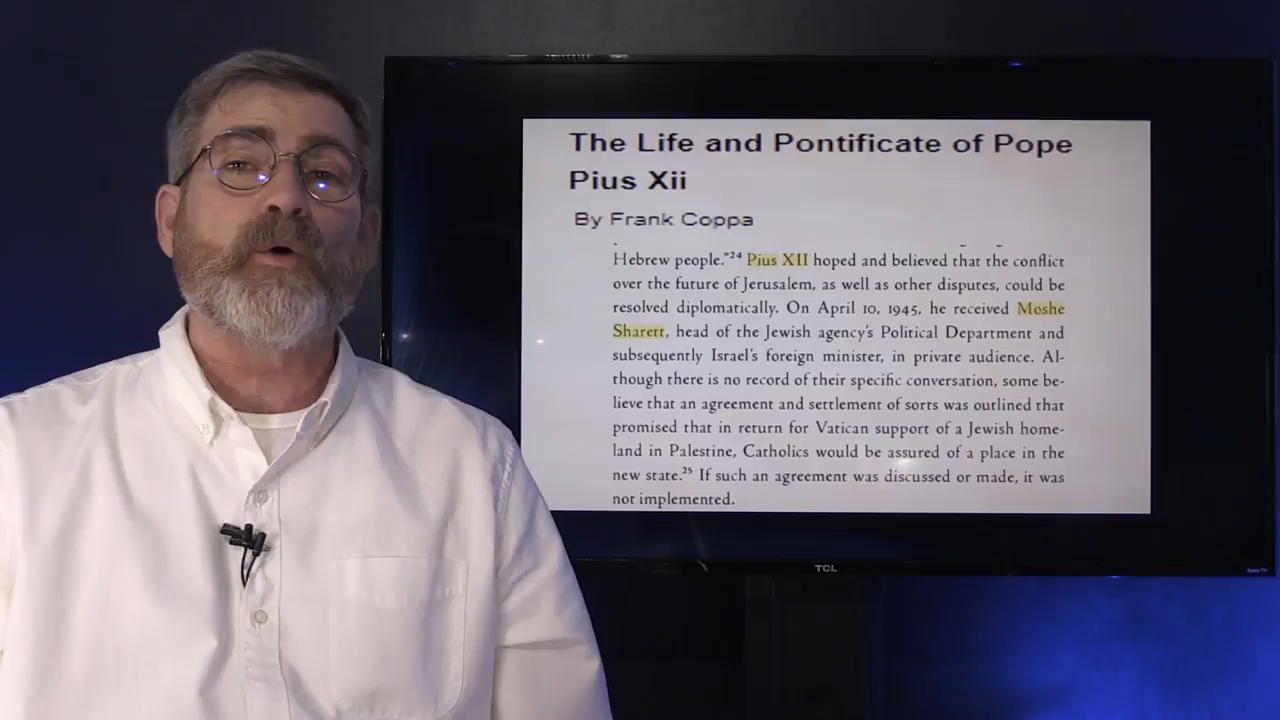 The Life and Pontificate of Pope
Pius Xii
By Frank Coppa
Hebrew people."24 Pius XII hoped and believed that the conflict
over the future of Jerusalem, as well as other disputes, could be
resolved diplomatically. On April 10, 1945, he received Moshe
Sharett, head of the Jewish agency's Political Department and
subsequently Israel's foreign minister, in private audience. Al-
though there is no record of their specific conversation, some be-
lieve that an agreement and settlement of sorts was outlined that
promised that in return for Vatican support of a Jewish home-
land in Palestine, Catholics would be assured of a place in the
new state.25 If such an agreement was discussed or made, it was
not implemented.
TCL